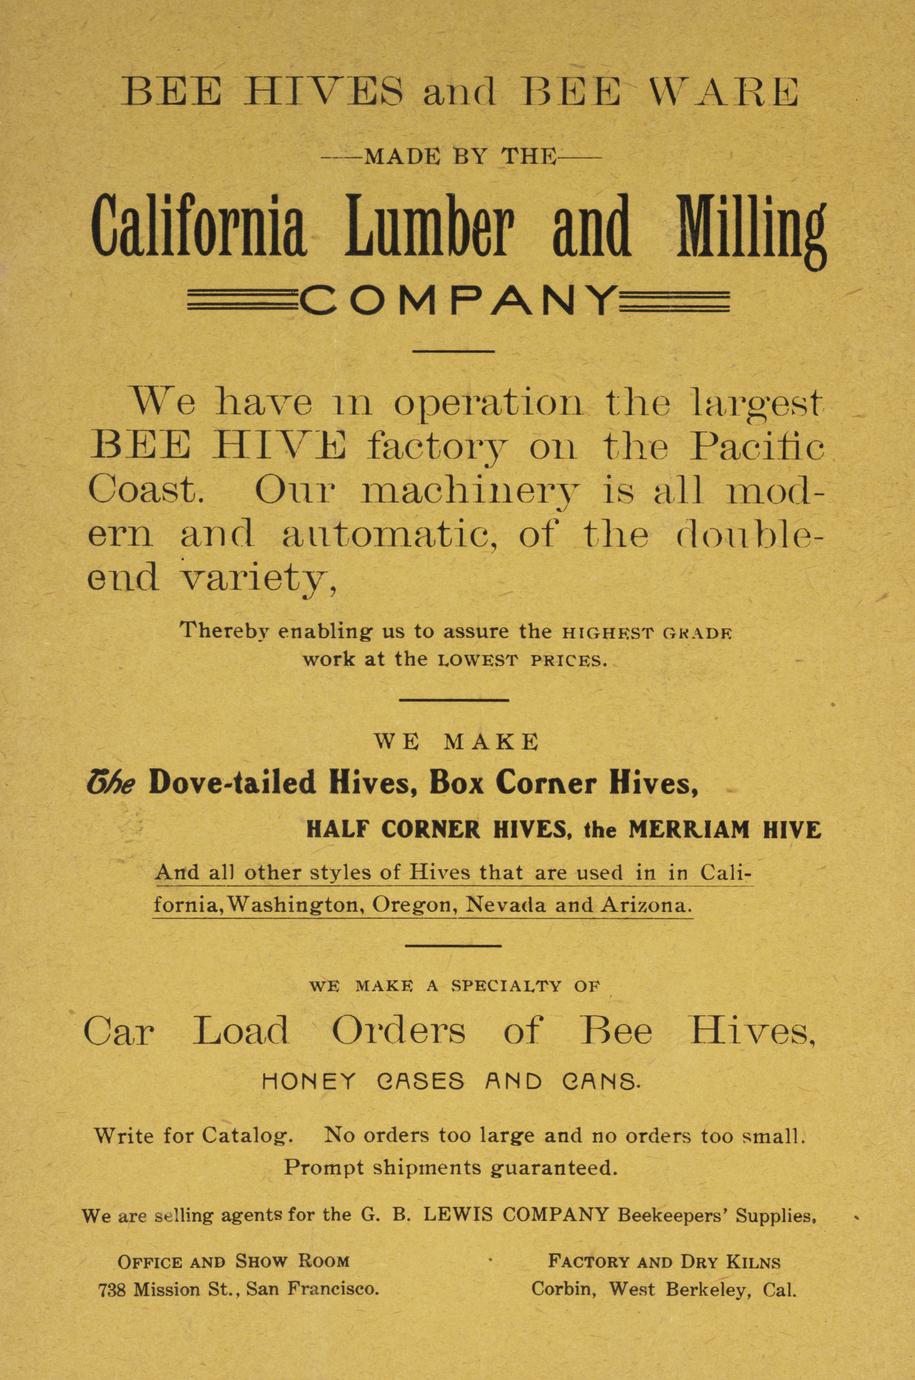 BEE HIVES and BEE WARE
—MADE BY THE—
California Lumber and Milling
COMPANY
We have in operation the largest
BEE HIVE factory on the Pacific
Coast. Our machinery is all mod-
ern and automatic, of the double-
end variety,
Thereby enabling us to assure the HIGHEST GRADE
work at the LOWEST PRICES.
WE MAKE
The Dove-tailed Hives, Box Corner Hives,
HALF CORNER HIVES, the MERRIAM HIVE
And all other styles of Hives that are used in in Cali-
fornia, Washington, Oregon, Nevada and Arizona.
WE MAKE A SPECIALTY OF
Car Load Orders of Bee Hives,
HONEY CASES AND CANS.
Write for Catalog. No orders too large and no orders too small.
Prompt shipments guaranteed.
We are selling agents for the G. B. LEWIS COMPANY Beekeepers' Supplies,
OFFICE AND SHOW ROOM
738 Mission St., San Francisco.
FACTORY AND DRY KILNS
Corbin, West Berkeley, Cal.